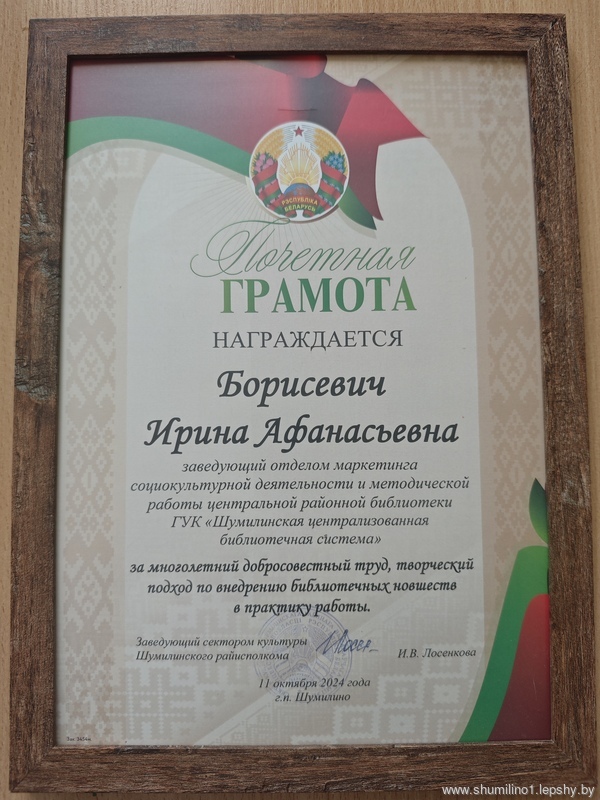 РЭСПУБЛІКА
БЕЛАРУСЬ
Почетная
ГРАМОТА
НАГРАЖДАЕТСЯ
Борисевич
Ирина Афанасьевна
заведующий отделом маркетинга
социокультурной деятельности и методической
работы центральной районной библиотеки
ГУК «Шумилинская централизованная
библиотечная система»
за многолетний добросовестный труд, творческий
подход по внедрению библиотечных новшеств
в практику работы.
Заведующий сектором культуры
Шумилинского райисполкома
И.В. Лосенкова
11 октября 2024 года
г.п. Шумилино
www.shumilino1.lepshy.by